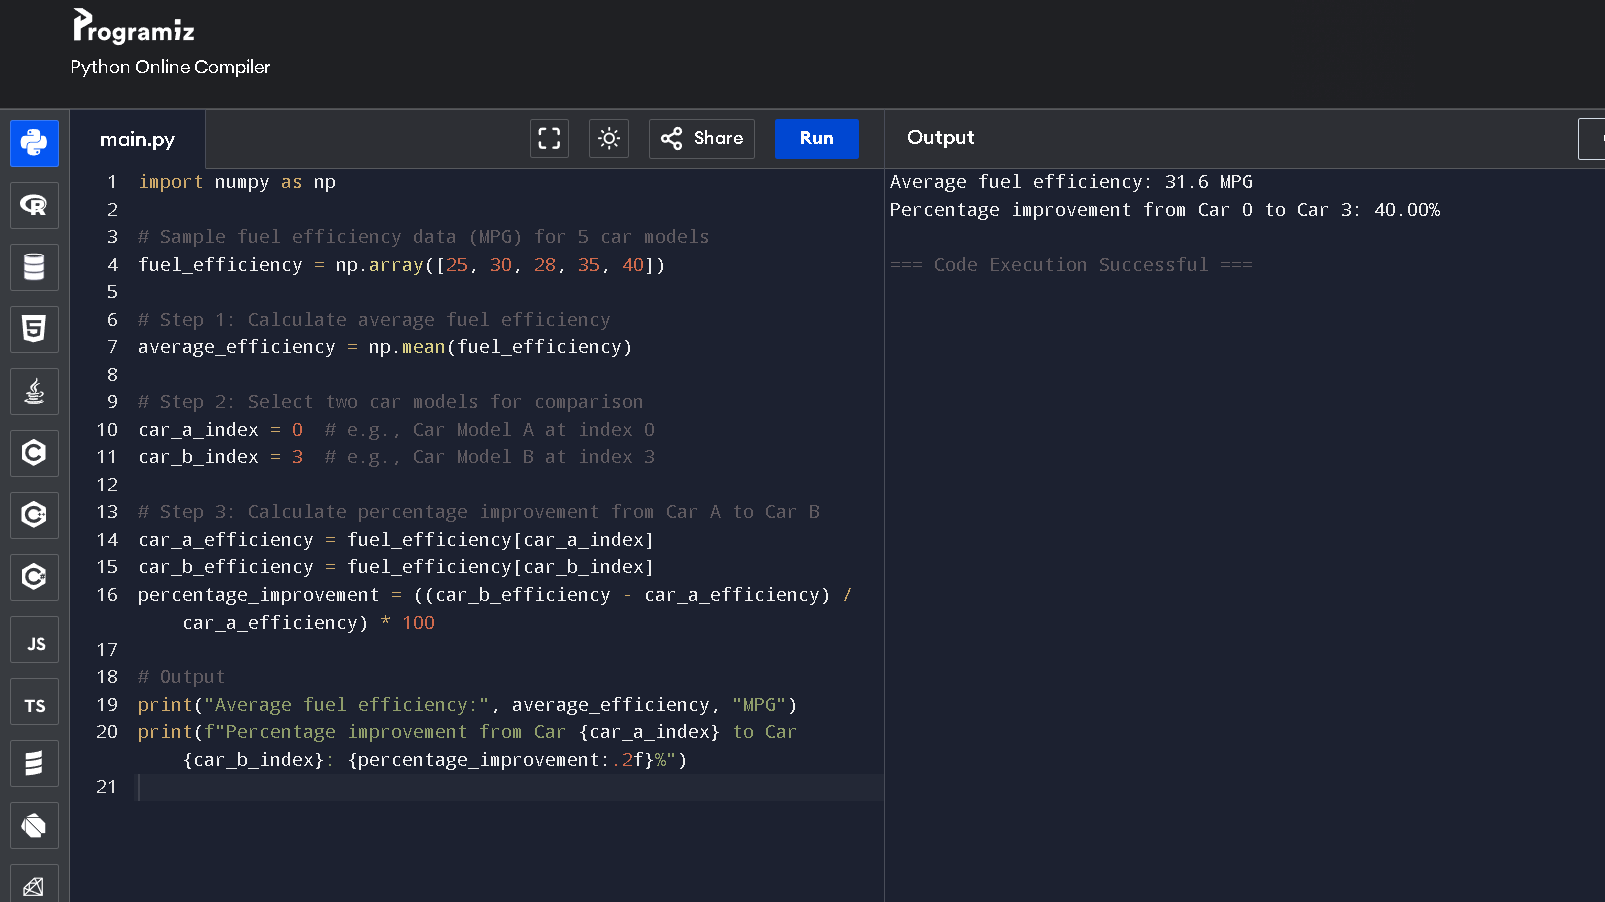 Programiz
Python Online Compiler
main.py
Share
Run
Output
1 import numpy as np
2
3 # Sample fuel efficiency data (MPG) for 5 car models
4 fuel_efficiency = np.array([25, 30, 28, 35, 40])
5
6 # Step 1: Calculate average fuel efficiency
7 average_efficiency = np.mean(fuel_efficiency)
8
9 # Step 2: Select two car models for comparison
10 car_a_index = 0  # e.g., Car Model A at index 0
11 car_b_index = 3  # e.g., Car Model B at index 3
12
13 # Step 3: Calculate percentage improvement from Car A to Car B
14 car_a_efficiency = fuel_efficiency[car_a_index]
15 car_b_efficiency = fuel_efficiency[car_b_index]
16 percentage_improvement = ((car_b_efficiency - car_a_efficiency) /
car_a_efficiency) * 100
17
18 # Output
19 print("Average fuel efficiency:", average_efficiency, "MPG")
20 print(f"Percentage improvement from Car {car_a_index} to Car
{car_b_index}: {percentage_improvement:.2f}%")
21
Average fuel efficiency: 31.6 MPG
Percentage improvement from Car 0 to Car 3: 40.00%
=== Code Execution Successful ===
R
5
C
C++
C
JS
TS